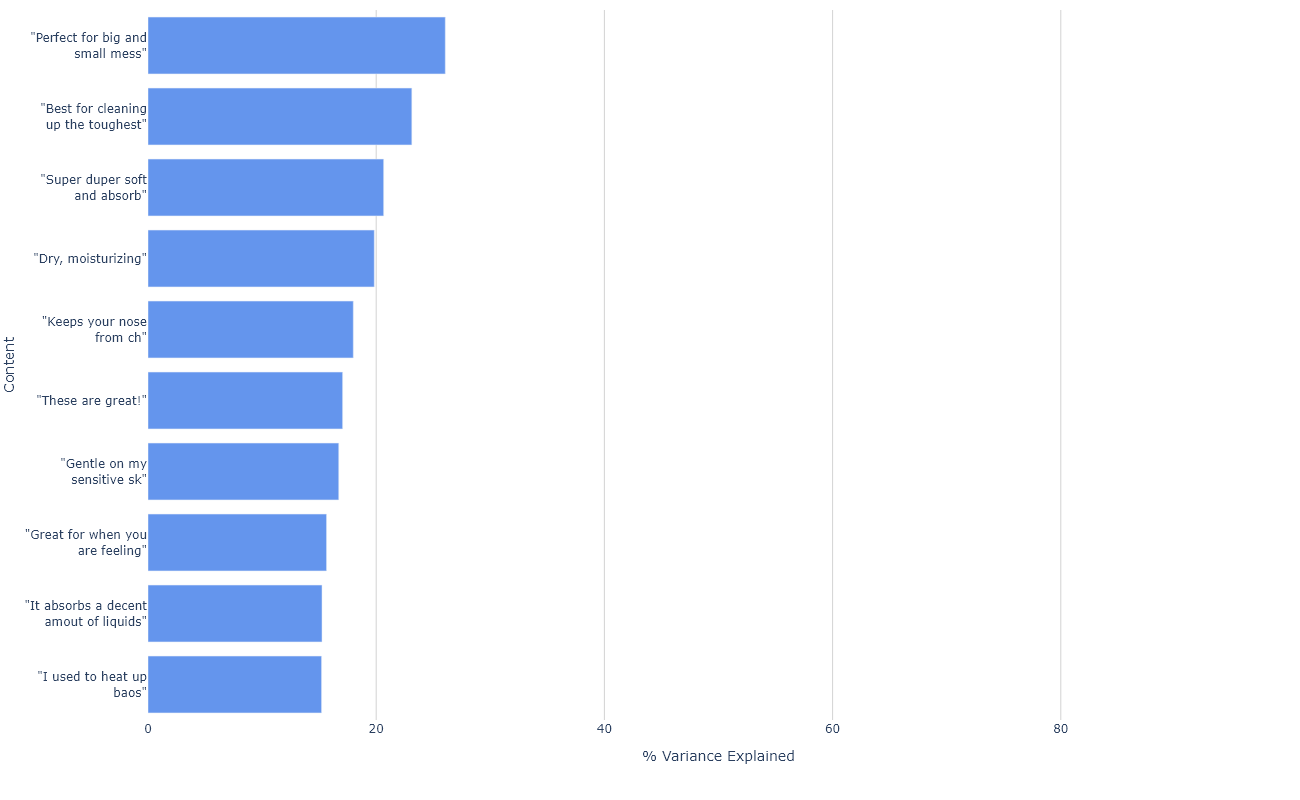 "Perfect for big and
small mess"
"Best for cleaning
up the toughest"
"Super duper soft
and absorb"
"Dry, moisturizing"
"Keeps your nose
from ch"
"These are great!"
"Gentle on my
sensitive sk"
"Great for when you
are feeling"
"It absorbs a decent
amout of liquids"
"I used to heat up
baos"
Content
0 20 40 60 80
% Variance Explained